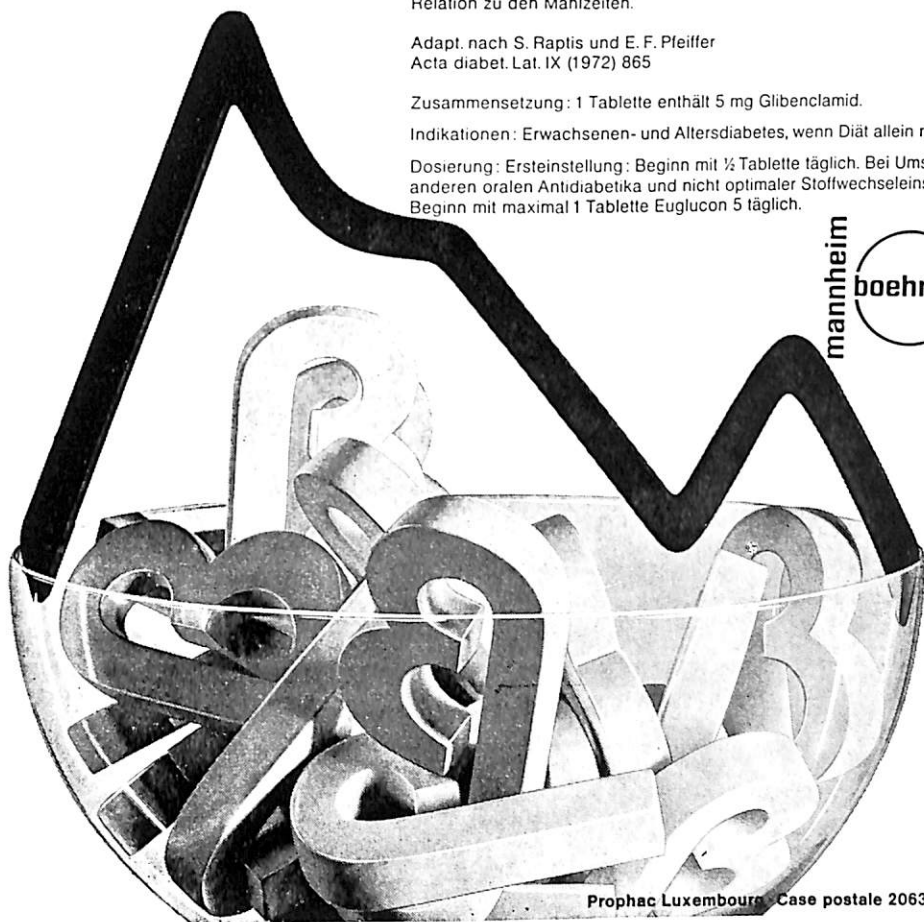 Relation zu den Mahlzeiten.
Adapt. nach S. Raptis und E. F. Pfeiffer
Acta diabet. Lat. IX (1972) 865
Zusammensetzung: 1 Tablette enthält 5 mg Glibenclamid.
Indikationen: Erwachsenen- und Altersdiabetes, wenn Diät allein
Dosierung: Ersteinstellung: Beginn mit ½ Tablette täglich. Bei
anderen oralen Antidiabetika und nicht optimaler
Beginn mit maximal 1 Tablette Euglucon 5 täglich.
mannheim
Prophac Luxembourg Case postale 2063